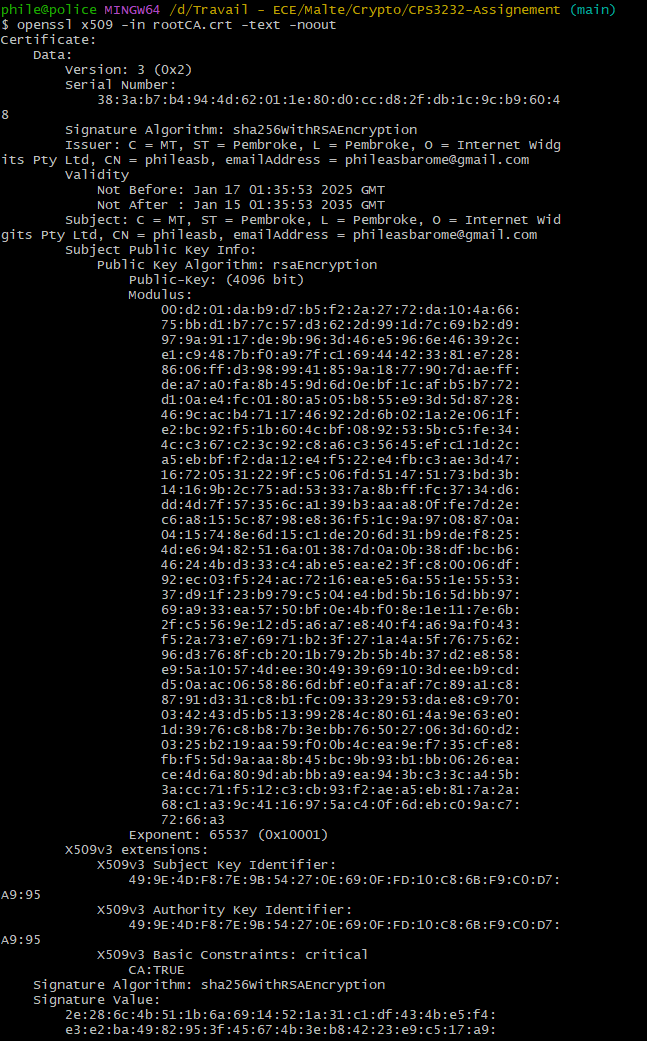 phile@police MINGW64 /d/Travail - ECE/Malte/Crypto/CPS3232-Assignement (main)
$ openssl x509 -in rootCA.crt -text -noout
Certificate:
    Data:
        Version: 3 (0x2)
        Serial Number:
            38:3a:b7:b4:94:4d:62:01:1e:80:d0:cc:d8:2f:db:1c:9c:b9:60:4
8
        Signature Algorithm: sha256WithRSAEncryption
        Issuer: C = MT, ST = Pembroke, L = Pembroke, O = Internet Widg
its Pty Ltd, CN = phileasb, emailAddress = phileasbarome@gmail.com
        Validity
            Not Before: Jan 17 01:35:53 2025 GMT
            Not After : Jan 15 01:35:53 2035 GMT
        Subject: C = MT, ST = Pembroke, L = Pembroke, O = Internet Wid
gits Pty Ltd, CN = phileasb, emailAddress = phileasbarome@gmail.com
        Subject Public Key Info:
            Public Key Algorithm: rsaEncryption
                Public-Key: (4096 bit)
                Modulus:
                    00:d2:01:da:b9:d7:b5:f2:2a:27:72:da:10:4a:66:
                    75:bb:d1:b7:7c:57:d3:62:2d:99:1d:7c:69:b2:d9:
                    97:9a:91:17:de:9b:96:3d:46:e5:96:6e:46:39:2c:
                    e1:c9:48:7b:f0:a9:7f:c1:69:44:42:33:81:e7:28:
                    86:06:ff:d3:98:99:41:85:9a:18:77:90:7d:ae:ff:
                    de:a7:a0:fa:8b:45:9d:6d:0e:bf:1c:af:b5:b7:72:
                    d1:0a:e4:fc:01:80:a5:05:b8:55:e9:3d:5d:87:28:
                    46:9c:ac:b4:71:17:46:92:2d:6b:02:1a:2e:06:1f:
                    e2:bc:92:f5:1b:60:4c:bf:08:92:53:5b:c5:fe:34:
                    4c:c3:67:c2:3c:92:c8:a6:c3:56:45:ef:c1:1d:2c:
                    a5:eb:bf:f2:da:12:e4:f5:22:e4:fb:c3:ae:3d:47:
                    16:72:05:31:22:9f:c5:06:fd:51:47:51:73:bd:3b:
                    14:16:9b:2c:75:ad:53:33:7a:8b:ff:fc:37:34:d6:
                    dd:4d:7f:57:35:6c:a1:39:b3:aa:a8:0f:fe:7d:2e:
                    c6:a8:15:5c:87:98:e8:36:f5:1c:9a:97:08:87:0a:
                    04:15:74:8e:6d:15:c1:de:20:6d:31:b9:de:f8:25:
                    4d:e6:94:82:51:6a:01:38:7d:0a:0b:38:df:bc:b6:
                    46:24:4b:d3:33:c4:ab:e5:ea:e2:3f:c8:00:06:df:
                    92:ec:03:f5:24:ac:72:16:ea:e5:6a:55:1e:55:53:
                    37:d9:1f:23:b9:79:c5:04:e4:bd:5b:16:5d:bb:97:
                    69:a9:33:ea:57:50:bf:0e:4b:f0:8e:1e:11:7e:6b:
                    2f:c5:56:9e:12:d5:a6:a7:e8:40:f4:a6:9a:f0:43:
                    f5:2a:73:e7:69:71:b2:3f:27:1a:4a:5f:76:75:62:
                    96:d3:76:8f:cb:20:1b:79:2b:5b:4b:37:d2:e8:58:
                    e9:5a:10:57:4d:ee:30:49:39:69:10:3d:ee:b9:cd:
                    d5:0a:ac:06:58:86:6d:bf:e0:fa:af:7c:89:a1:c8:
                    87:91:d3:31:c8:b1:fc:09:33:29:53:da:e8:c9:70:
                    03:42:43:d5:b5:13:99:28:4c:80:61:4a:9e:63:e0:
                    1d:39:76:c8:b8:7b:3e:bb:76:50:27:06:3d:60:d2:
                    03:25:b2:19:aa:59:f0:0b:4c:ea:9e:f7:35:cf:e8:
                    fb:f5:5d:9a:aa:8b:45:bc:9b:93:b1:bb:06:26:ea:
                    ce:4d:6a:80:9d:ab:bb:a9:ea:94:3b:c3:3c:a4:5b:
                    3a:cc:71:f5:12:c3:cb:93:f2:ae:a5:eb:81:7a:2a:
                    68:c1:a3:9c:41:16:97:5a:c4:0f:6d:eb:c0:9a:c7:
                    72:66:a3
                Exponent: 65537 (0x10001)
        X509v3 extensions:
            X509v3 Subject Key Identifier:
                49:9E:4D:F8:7E:9B:54:27:0E:69:0F:FD:10:C8:6B:F9:C0:D7:
A9:95
            X509v3 Authority Key Identifier:
                49:9E:4D:F8:7E:9B:54:27:0E:69:0F:FD:10:C8:6B:F9:C0:D7:
A9:95
            X509v3 Basic Constraints: critical
                CA:TRUE
    Signature Algorithm: sha256WithRSAEncryption
    Signature Value:
        2e:28:6c:4b:51:1b:6a:69:14:52:1a:31:c1:df:43:4b:e5:f4:
        e3:e2:ba:49:82:95:3f:45:67:4b:3e:b8:42:23:e9:c5:17:a9: